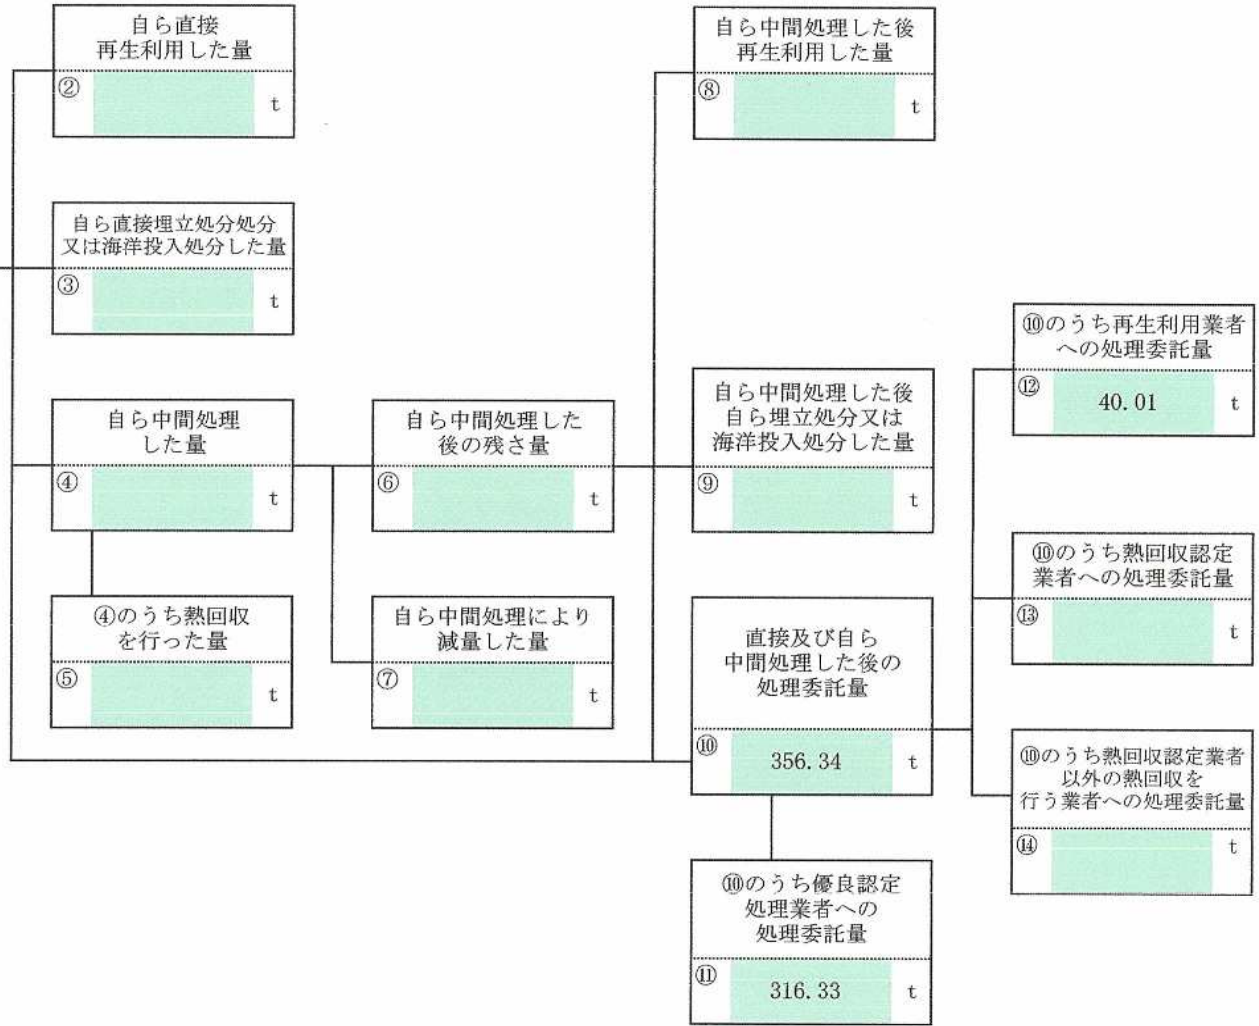 自ら直接
再生利用した量
②
t
自ら直接埋立処分処分
又は海洋投入処分した量
③
t
自ら中間処理
した量
④
t
④のうち熱回収
を行った量
⑤
t
自ら中間処理した
後の残さ量
⑥
t
自ら中間処理により
減量した量
⑦
t
自ら中間処理した後
再生利用した量
⑧
t
自ら中間処理した後
自ら埋立処分又は
海洋投入処分した量
⑨
t
直接及び自ら
中間処理した後の
処理委託量
⑩ 356.34 t
⑩のうち優良認定
処理業者への
処理委託量
⑪ 316.33 t
⑩のうち再生利用業者
への処理委託量
⑫ 40.01 t
⑩のうち熱回収認定
業者への処理委託量
⑬
t
⑩のうち熱回収認定業者
以外の熱回収を
行う業者への処理委託量
⑭
t